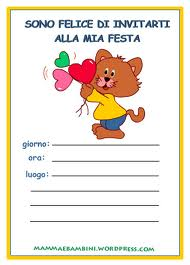 SONO FELICE DI INVITARTI
ALLA MIA FESTA
giorno:
ora:
luogo:
MAMMAEBAMBINI.WORDPRESS.COM